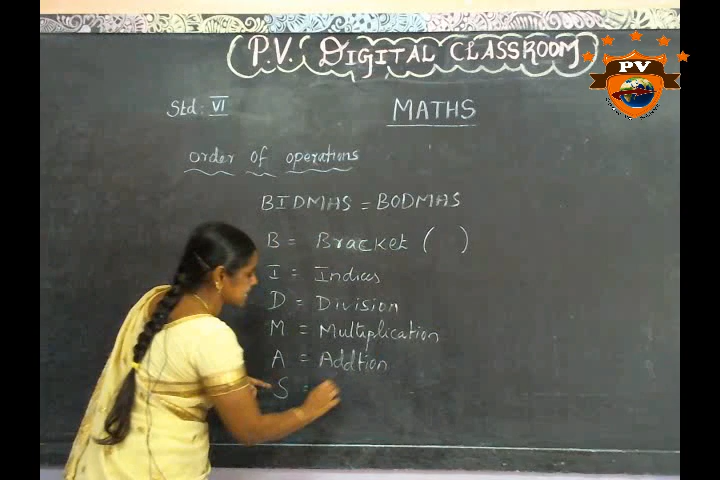 P.V. DIGITAL CLASSROOM
PV
Std: VI
MATHS
order of operations
BIDMAS = BODMAS
B = Bracket ( )
I = Indices
D = Division
M = Multiplication
A = Addtion
S =